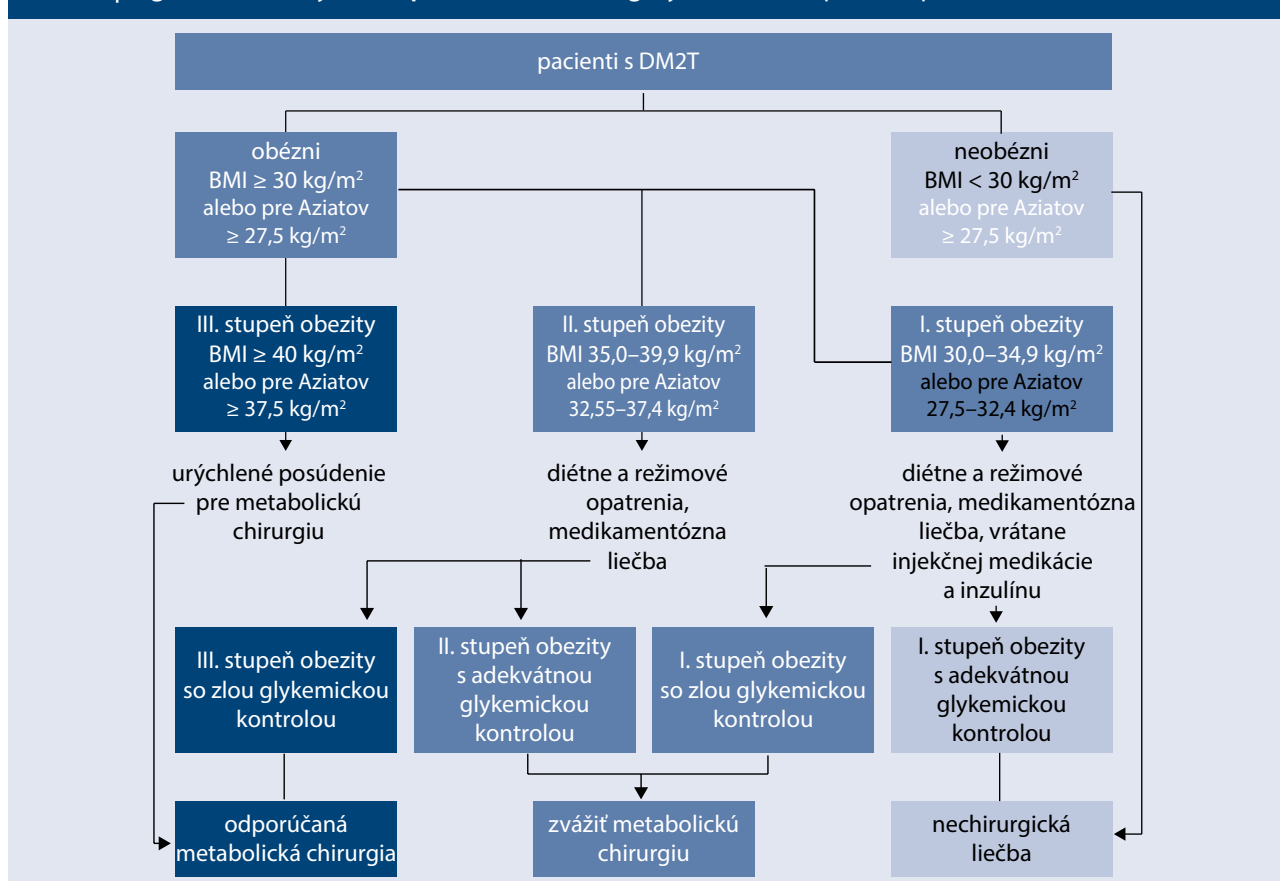 pacienti s DM2T
obézni
BMI ≥ 30 kg/m²
alebo pre Aziatov
≥ 27,5 kg/m²
neobézni
BMI < 30 kg/m²
alebo pre Aziatov
≥ 27,5 kg/m²
III. stupeň obezity
BMI ≥ 40 kg/m²
alebo pre Aziatov
≥ 37,5 kg/m²
II. stupeň obezity
BMI 35,0–39,9 kg/m²
alebo pre Aziatov
32,55–37,4 kg/m²
I. stupeň obezity
BMI 30,0–34,9 kg/m²
alebo pre Aziatov
27,5–32,4 kg/m²
urýchlené posúdenie
pre metabolickú
chirurgiu
diétne a režimové
opatrenia,
medikamentózna
liečba
diétne a režimové
opatrenia, medikamentózna
liečba, vrátane
injekčnej medikácie
a inzulínu
III. stupeň obezity
so zlou glykemickou
kontrolou
II. stupeň obezity
s adekvátnou
glykemickou
kontrolou
I. stupeň obezity
so zlou glykemickou
kontrolou
I. stupeň obezity
s adekvátnou
glykemickou
kontrolou
odporúčaná
metabolická chirurgia
zvážiť metabolickú
chirurgiu
nechirurgická
liečba